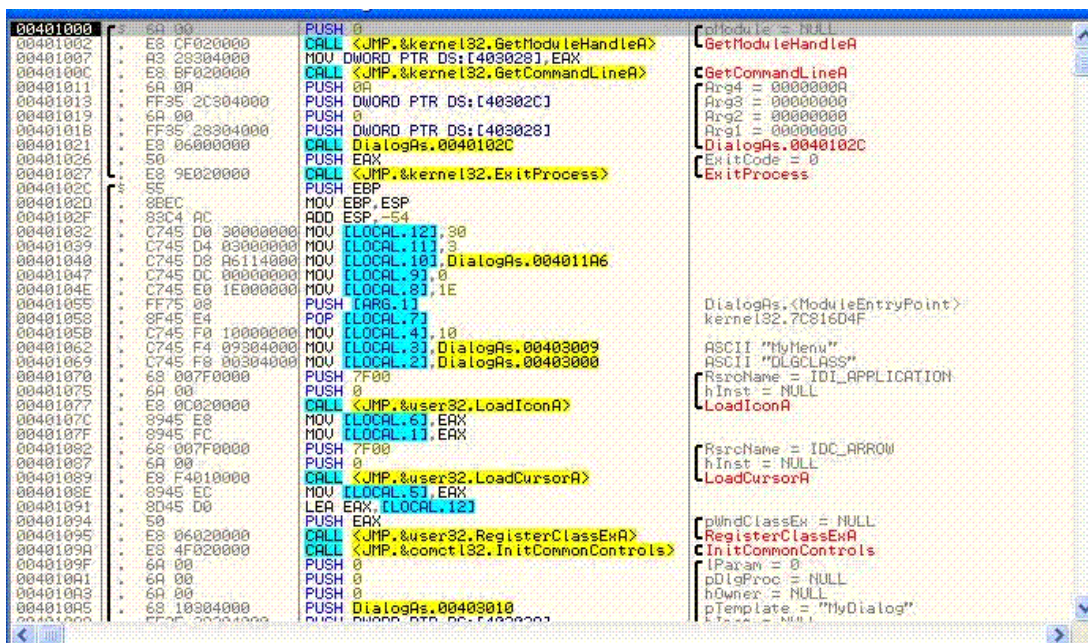 00401000 $ 6A 00 PUSH 0 pModule = NULL
00401002 . E8 CF020000 CALL <JMP.&kernel32.GetModuleHandleA> GetModuleHandleA
00401007 . A3 28304000 MOV DWORD PTR DS:[403028],EAX
0040100C . E8 BF020000 CALL <JMP.&kernel32.GetCommandLineA> GetCommandLineA
00401011 . 6A 0A PUSH 0A Arg4 = 0000000A
00401013 . FF35 2C304000 PUSH DWORD PTR DS:[40302C] Arg3 = 00000000
00401019 . 6A 00 PUSH 0 Arg2 = 00000000
0040101B . FF35 28304000 PUSH DWORD PTR DS:[403028] Arg1 = 00000000
00401021 . E8 06000000 CALL DialogAs.0040102C DialogAs.0040102C
00401026 . 50 PUSH EAX ExitCode = 0
00401027 . E8 9E020000 CALL <JMP.&kernel32.ExitProcess> ExitProcess
0040102C $ 55 PUSH EBP
0040102D . 8BEC MOV EBP,ESP
0040102F . 83C4 AC ADD ESP,-54
00401032 . C745 D0 30000000 MOV [LOCAL.12],30
00401039 . C745 D4 03000000 MOV [LOCAL.11],3
00401040 . C745 D8 A6114000 MOV [LOCAL.10],DialogAs.004011A6
00401047 . C745 DC 00000000 MOV [LOCAL.9],0
0040104E . C745 E0 1E000000 MOV [LOCAL.8],1E
00401055 . FF75 08 PUSH [ARG.1] DialogAs.<ModuleEntryPoint>
00401058 . 8F45 E4 POP [LOCAL.7] kernel32.7C816D4F
0040105B . C745 F0 10000000 MOV [LOCAL.4],10
00401062 . C745 F4 09304000 MOV [LOCAL.3],DialogAs.00403009 ASCII "MyMenu"
00401069 . C745 F8 00304000 MOV [LOCAL.2],DialogAs.00403000 ASCII "DLGCLASS"
00401070 . 68 007F0000 PUSH 7F00 RsrcName = IDI_APPLICATION
00401075 . 6A 00 PUSH 0 hInst = NULL
00401077 . E8 0C020000 CALL <JMP.&user32.LoadIconA> LoadIconA
0040107C . 8945 E8 MOV [LOCAL.6],EAX
0040107F . 8945 FC MOV [LOCAL.1],EAX
00401082 . 68 007F0000 PUSH 7F00 RsrcName = IDC_ARROW
00401087 . 6A 00 PUSH 0 hInst = NULL
00401089 . E8 F4010000 CALL <JMP.&user32.LoadCursorA> LoadCursorA
0040108E . 8945 EC MOV [LOCAL.5],EAX
00401091 . 8D45 D0 LEA EAX,[LOCAL.12]
00401094 . 50 PUSH EAX pWndClassEx = NULL
00401095 . E8 06020000 CALL <JMP.&user32.RegisterClassExA> RegisterClassExA
0040109A . E8 4F020000 CALL <JMP.&comctl32.InitCommonControls> InitCommonControls
0040109F . 6A 00 PUSH 0 lParam = 0
004010A1 . 6A 00 PUSH 0 pDlgProc = NULL
004010A3 . 6A 00 PUSH 0 hOwner = NULL
004010A5 . 68 10304000 PUSH DialogAs.00403010 pTemplate = "MyDialog"